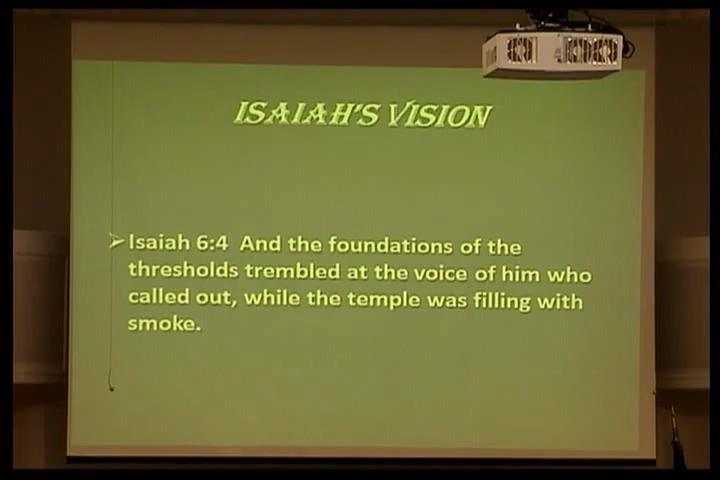 ISAIAH'S VISION
Isaiah 6:4 And the foundations of the
thresholds trembled at the voice of him who
called out, while the temple was filling with
smoke.